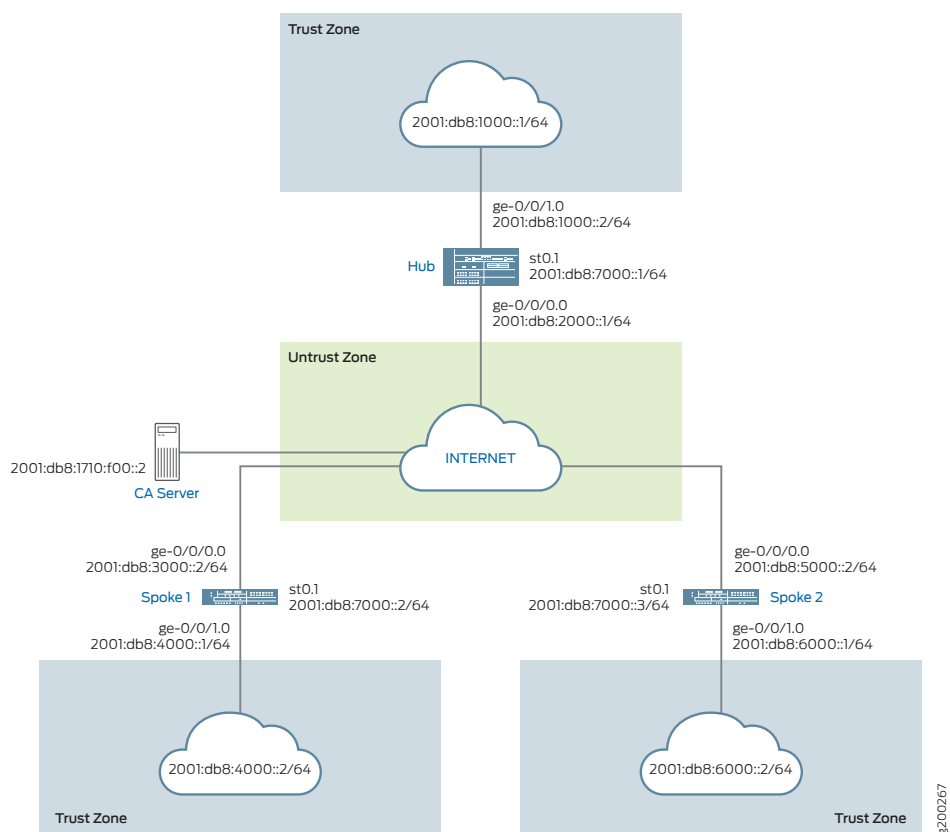 Trust Zone
2001:db8:1000::1/64
ge-0/0/1.0
2001:db8:1000::2/64
Hub
st0.1
2001:db8:7000::1/64
ge-0/0/0.0
2001:db8:2000::1/64
Untrust Zone
INTERNET
2001:db8:1710:f00::2
CA Server
ge-0/0/0.0
2001:db8:3000::2/64
Spoke 1
st0.1
2001:db8:7000::2/64
ge-0/0/1.0
2001:db8:4000::1/64
ge-0/0/0.0
2001:db8:5000::2/64
st0.1
2001:db8:7000::3/64
Spoke 2
ge-0/0/1.0
2001:db8:6000::1/64
2001:db8:4000::2/64
Trust Zone
2001:db8:6000::2/64
Trust Zone
g200267